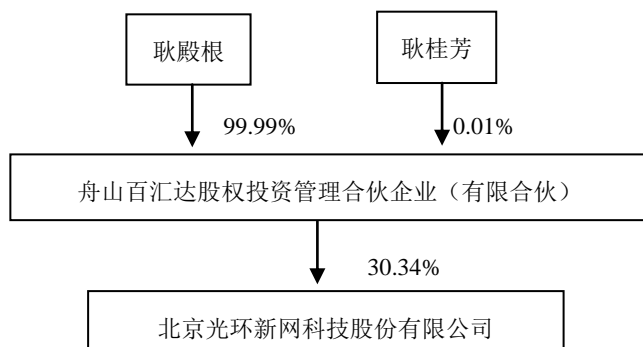 耿殿根
耿桂芳
99.99%
0.01%
舟山百汇达股权投资管理合伙企业（有限合伙）
30.34%
北京光环新网科技股份有限公司